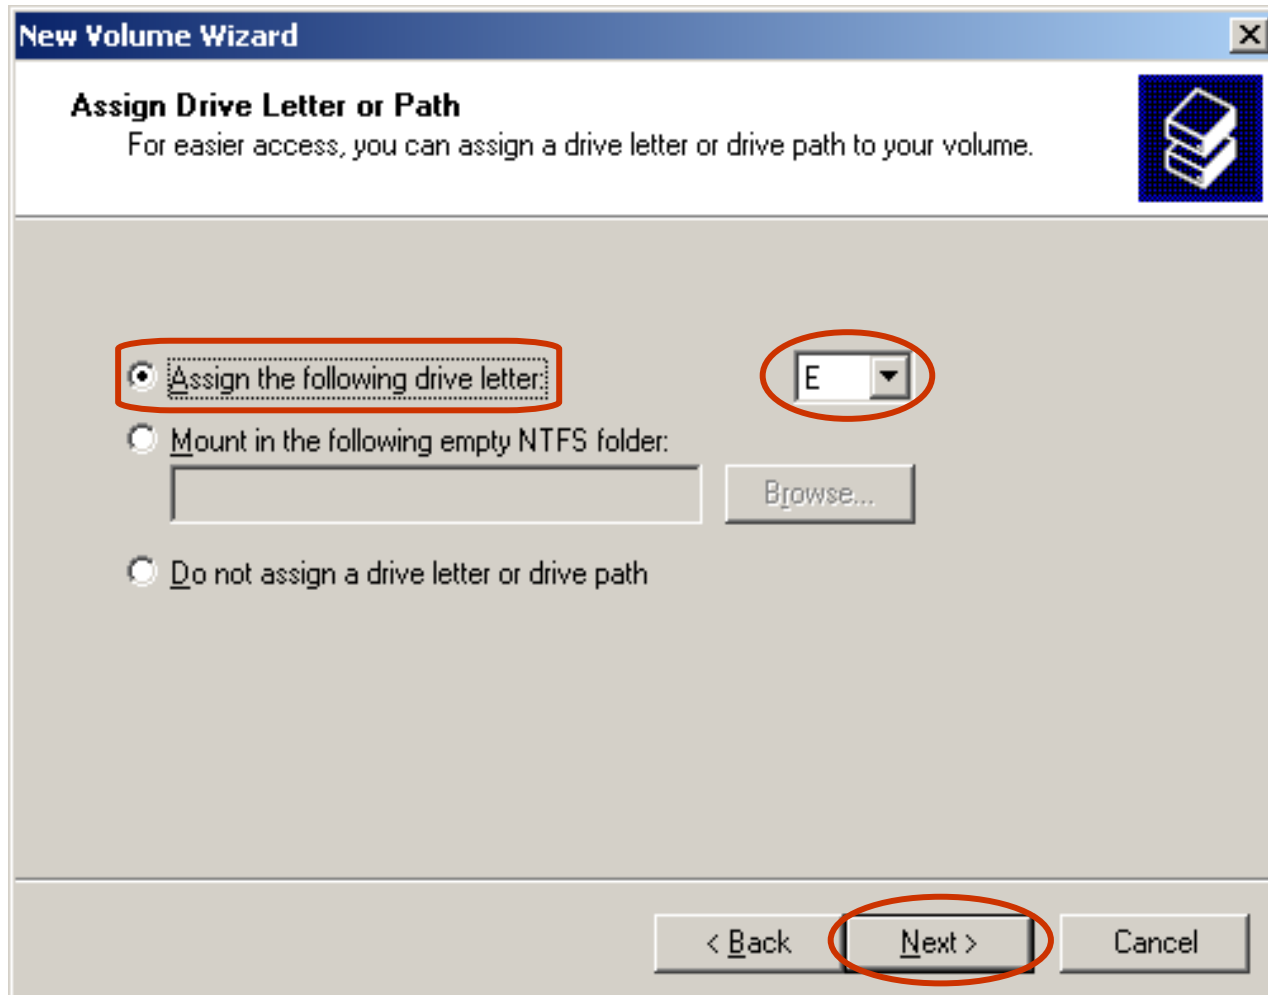 New Volume Wizard
Assign Drive Letter or Path
For easier access, you can assign a drive letter or drive path to your volume.
Assign the following drive letter: E
Mount in the following empty NTFS folder:
Browse...
Do not assign a drive letter or drive path
< Back Next > Cancel